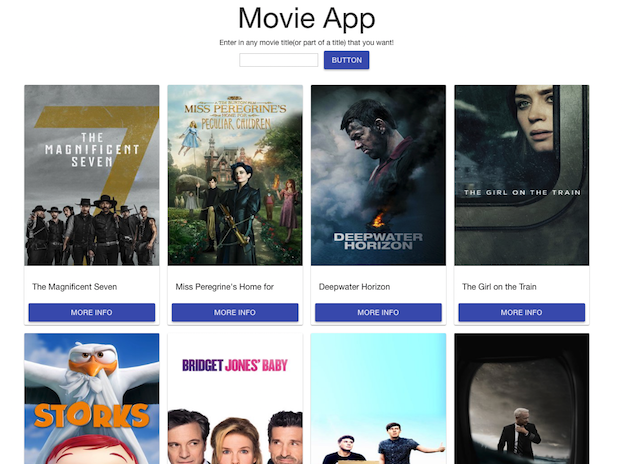 Movie App
Enter in any movie title(or part of a title) that you want!
BUTTON
THE
MAGNIFICENT
SEVEN
7
MISS PEREGRINE'S
HOME FOR
PECULIAR CHILDREN
DEEPWATER
HORIZON
THE GIRL ON THE TRAIN
The Magnificent Seven
Miss Peregrine's Home for
Deepwater Horizon
The Girl on the Train
MORE INFO
MORE INFO
MORE INFO
MORE INFO
STORKS
BRIDGET JONES' BABY